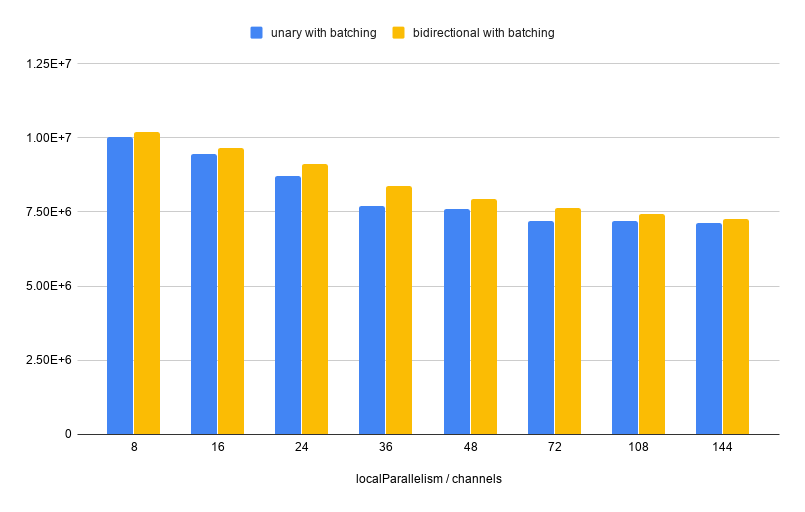 unary with batching bidirectional with batching
1.25E+7
1.00E+7
7.50E+6
5.00E+6
2.50E+6
0
8 16 24 36 48 72 108 144
localParallelism / channels